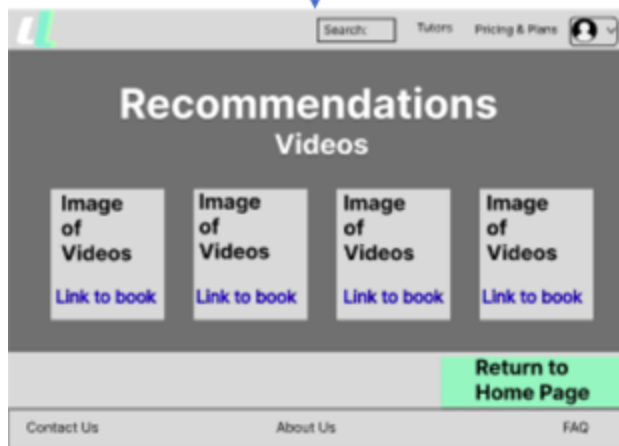 Search:
Tutors
Pricing & Plans
Recommendations
Videos
Image
of
Videos
Link to book
Image
of
Videos
Link to book
Image
of
Videos
Link to book
Image
of
Videos
Link to book
Return to
Home Page
Contact Us
About Us
FAQ